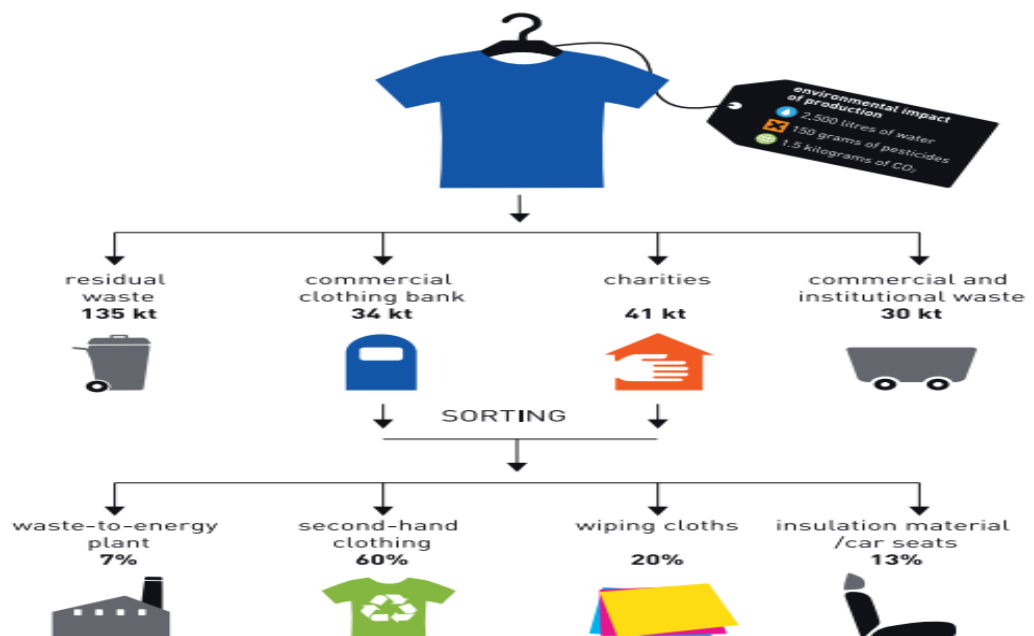 environmental impact
of production
2,500 litres of water
150 grams of pesticides
1.5 kilograms of CO₂
residual
waste
135 kt
commercial
clothing bank
34 kt
charities
41 kt
commercial and
institutional waste
30 kt
SORTING
waste-to-energy
plant
7%
second-hand
clothing
60%
wiping cloths
20%
insulation material
/car seats
13%